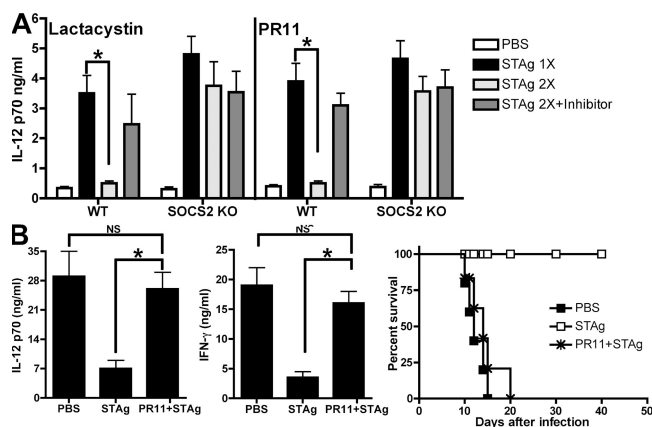 A
Lactacystin
PR11
IL-12 p70 ng/ml
6
5
4
3
2
1
0
*
*
WT
SOCS2 KO
WT
SOCS2 KO
PBS
STAg 1X
STAg 2X
STAg 2X+Inhibitor
B
IL-12 p70 (ng/ml)
35
28
21
14
7
0
NS
*
PBS
STAg
PR11+STAg
IFN-γ (ng/ml)
25
20
15
10
5
0
NS
*
PBS
STAg
PR11+STAg
Percent survival
100
75
50
25
0
0
10
20
30
40
50
Days after infection
PBS
STAg
PR11+STAg